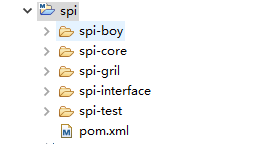 spi
spi-boy
spi-core
spi-gril
spi-interface
spi-test
pom.xml